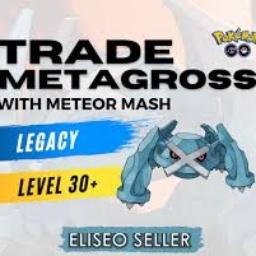 Pokémon
GO
TRADE
METAGROSS
WITH METEOR MASH
LEGACY
LEVEL 30+
ELISEO SELLER